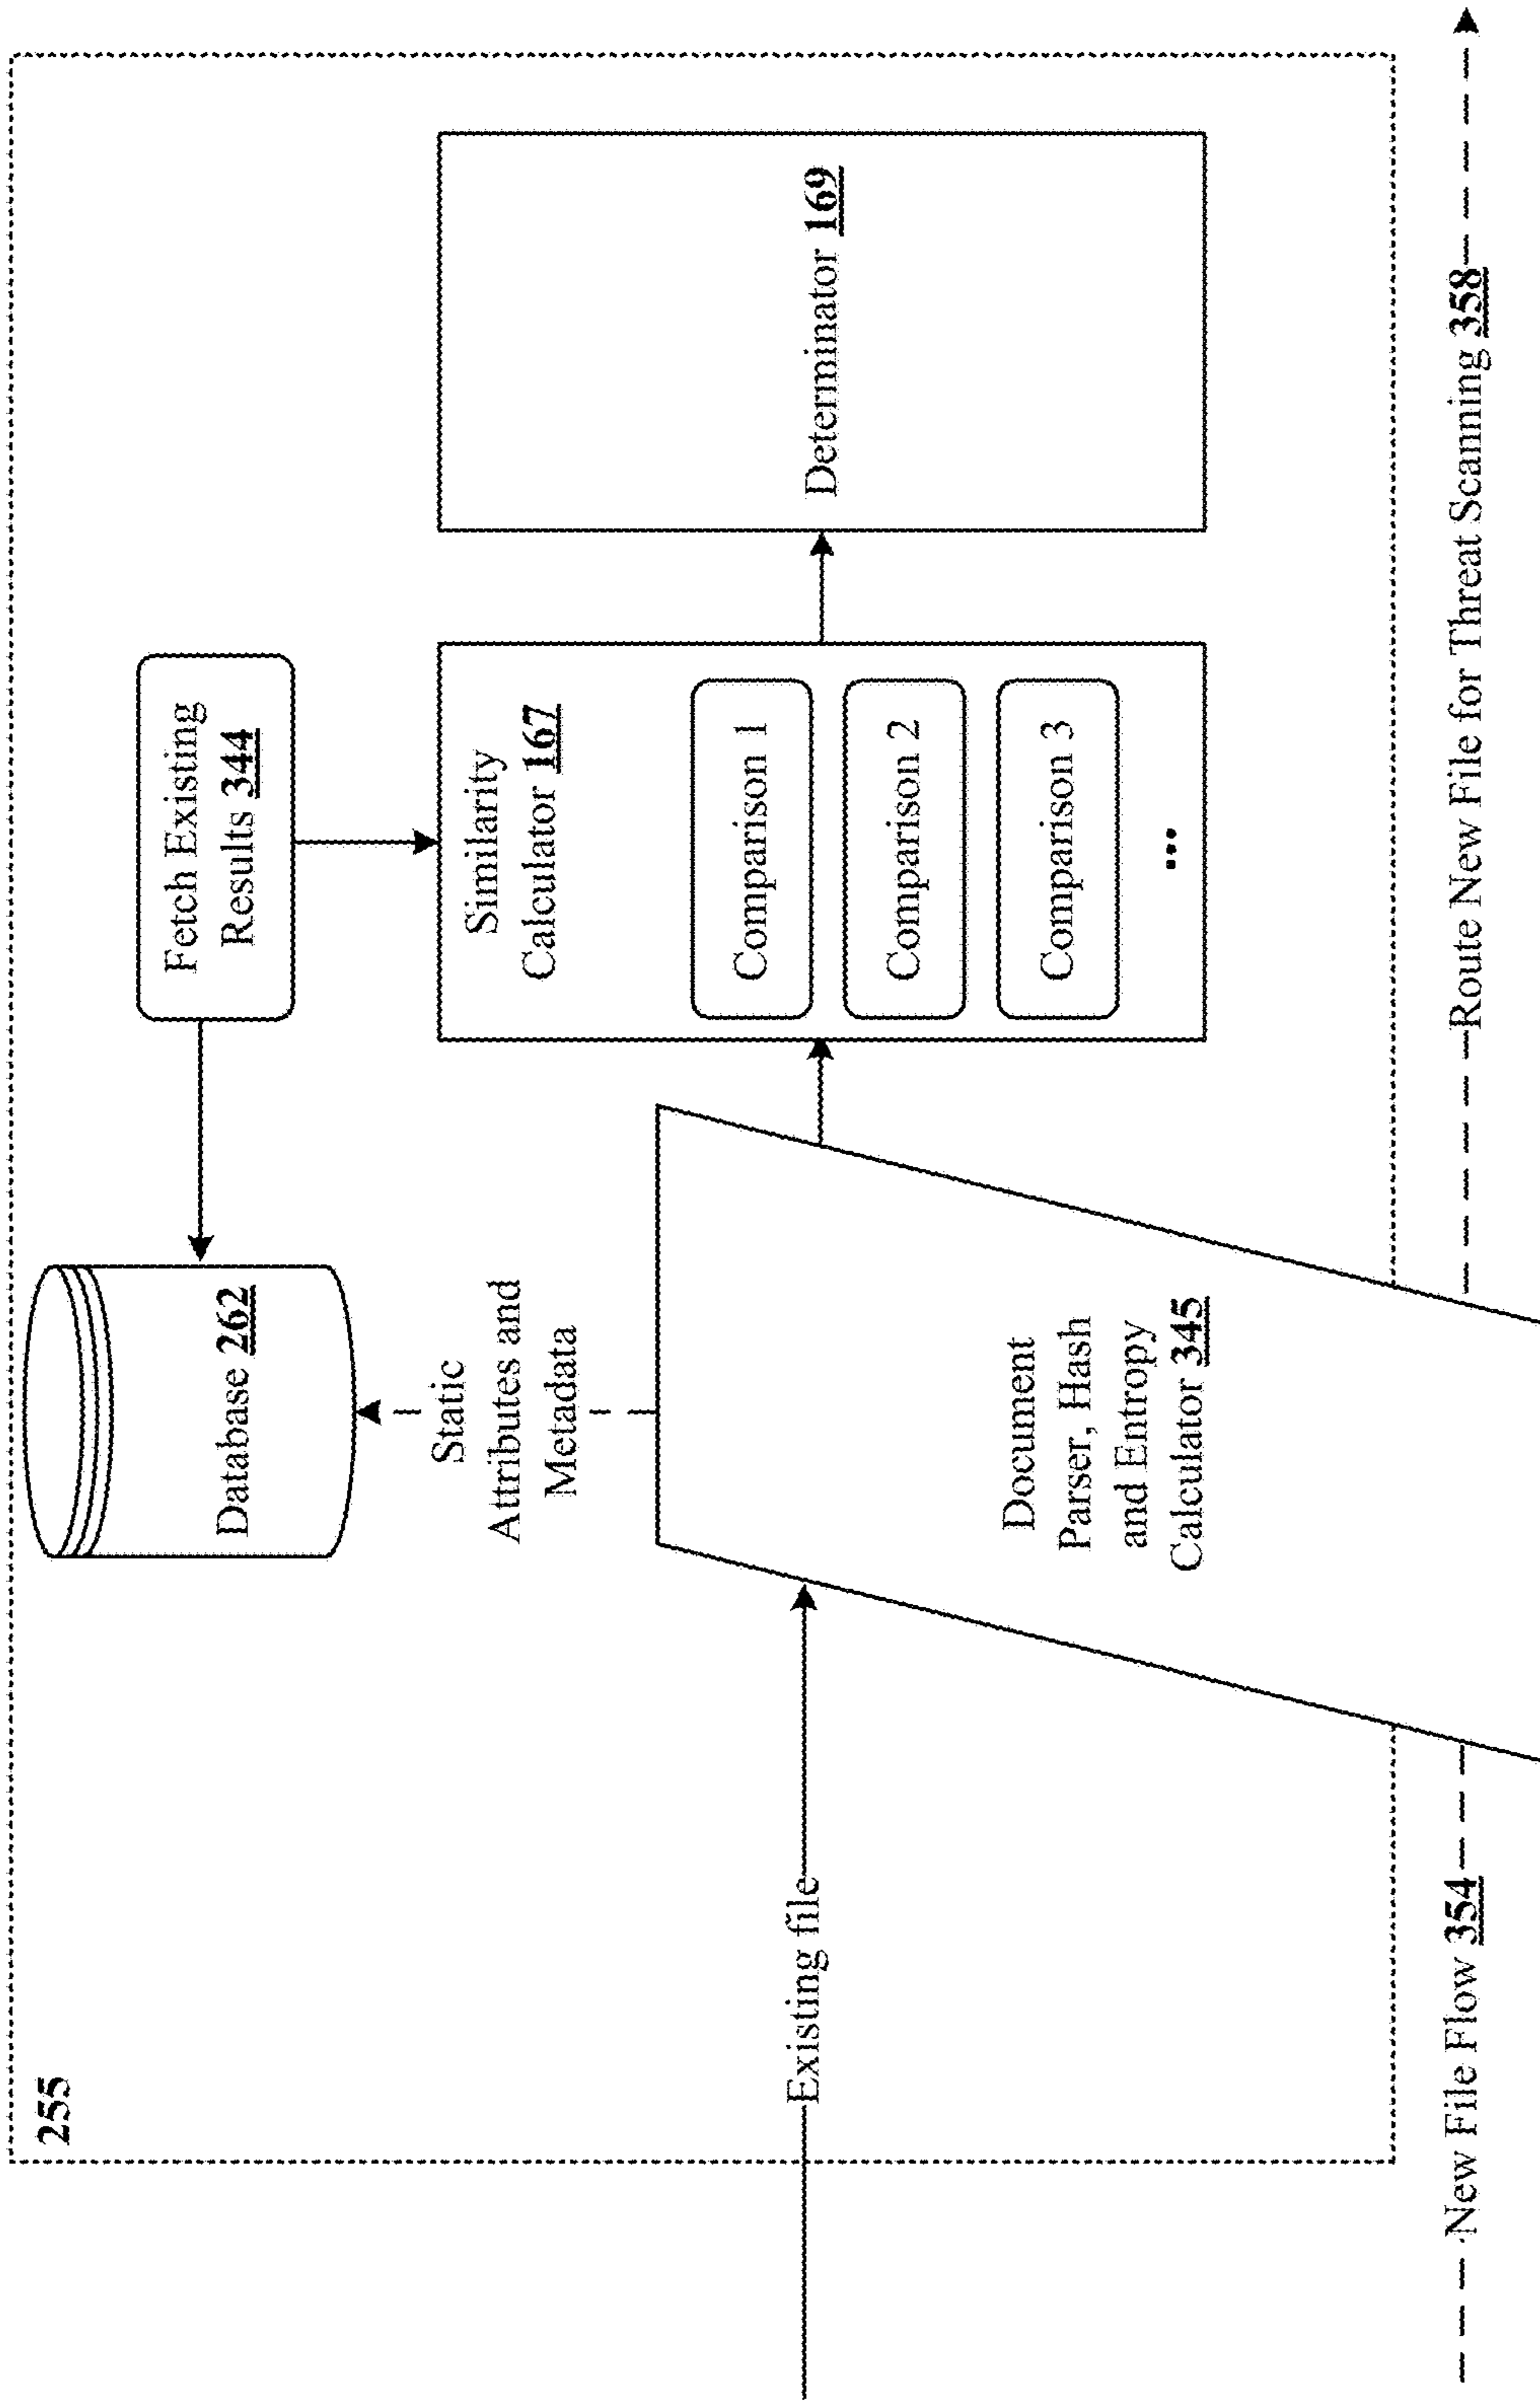 255
Database 262
Fetch Existing
Results 344
Static
Attributes and
Metadata
Similarity
Calculator 167
Comparison 1
Comparison 2
Comparison 3
...
Determinator 169
Existing file
Document
Parser, Hash
and Entropy
Calculator 345
New File Flow 354
Route New File for Threat Scanning 358